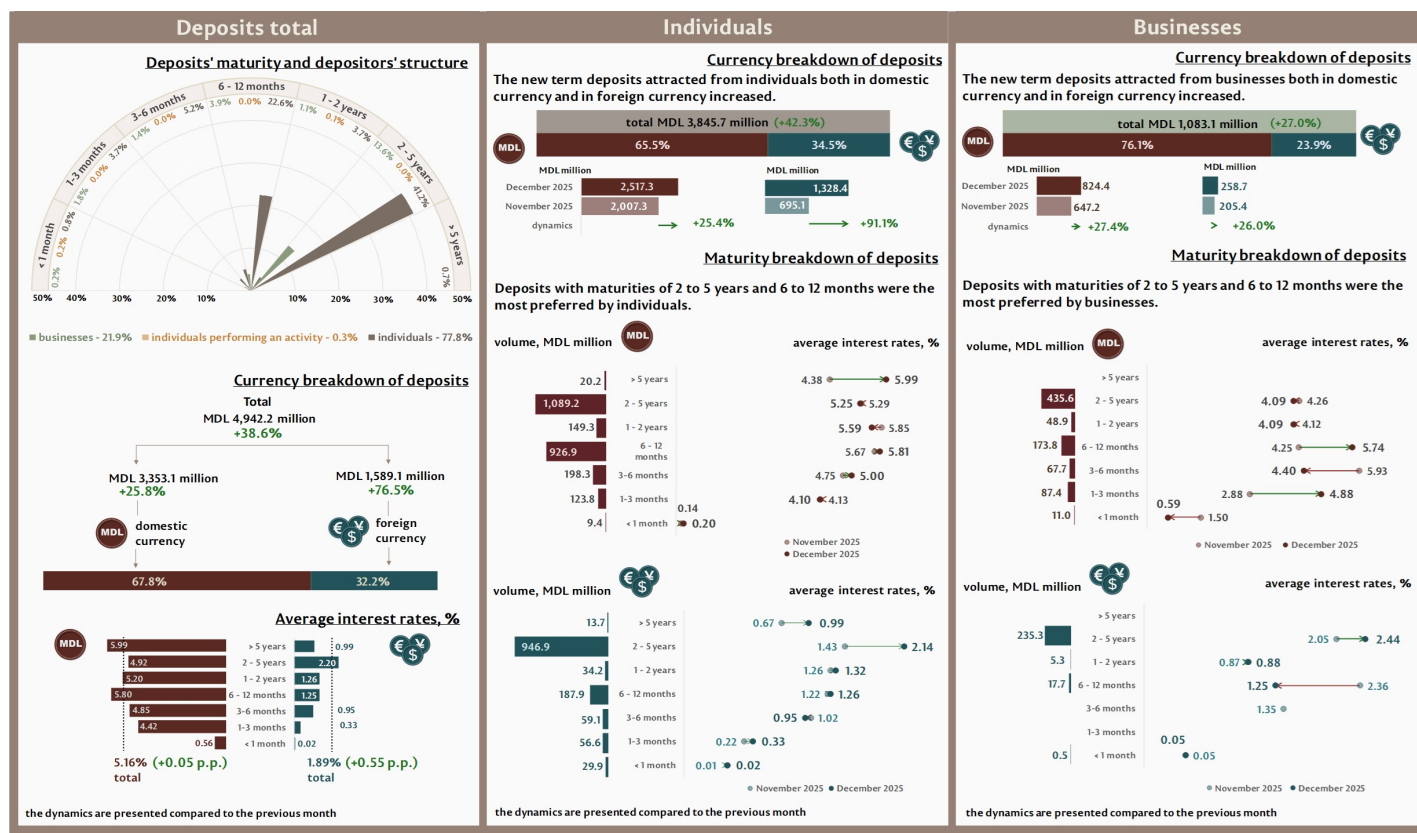 Deposits total
Deposits' maturity and depositors' structure
< 1 month
0.2%
0.2%
0.8%
1-3 months
1.8%
0.0%
3.7%
3-6 months
1.4%
0.0%
5.2%
6 - 12 months
3.9%
0.0%
22.6%
1 - 2 years
1.1%
0.1%
3.7%
2 - 5 years
13.6%
0.0%
41.2%
> 5 years
0.7%
50% 40% 30% 20% 10% 10% 20% 30% 40% 50%
businesses - 21.9% individuals performing an activity - 0.3% individuals - 77.8%
Currency breakdown of deposits
Total
MDL 4,942.2 million
+38.6%
MDL 3,353.1 million
+25.8%
MDL 1,589.1 million
+76.5%
MDL
domestic
currency
€ ¥ $
foreign
currency
67.8% 32.2%
Average interest rates, %
MDL
€ ¥ $
5.99 > 5 years 0.99
4.92 2 - 5 years 2.20
5.20 1 - 2 years 1.26
5.80 6 - 12 months 1.25
4.85 3-6 months 0.95
4.42 1-3 months 0.33
0.56 < 1 month 0.02
5.16% (+0.05 p.p.)
total
1.89% (+0.55 p.p.)
total
the dynamics are presented compared to the previous month
Individuals
Currency breakdown of deposits
The new term deposits attracted from individuals both in domestic
currency and in foreign currency increased.
total MDL 3,845.7 million (+42.3%)
MDL 65.5% 34.5% € ¥ $
MDL million MDL million
December 2025 2,517.3 1,328.4
November 2025 2,007.3 695.1
dynamics +25.4% +91.1%
Maturity breakdown of deposits
Deposits with maturities of 2 to 5 years and 6 to 12 months were the
most preferred by individuals.
volume, MDL million MDL average interest rates, %
20.2 > 5 years 4.38 5.99
1,089.2 2 - 5 years 5.25 5.29
149.3 1 - 2 years 5.59 5.85
926.9 6 - 12
months 5.67 5.81
198.3 3-6 months 4.75 5.00
123.8 1-3 months 4.10 4.13
9.4 < 1 month 0.14 0.20
November 2025
December 2025
volume, MDL million € ¥ $ average interest rates, %
13.7 > 5 years 0.67 0.99
946.9 2 - 5 years 1.43 2.14
34.2 1 - 2 years 1.26 1.32
187.9 6 - 12 months 1.22 1.26
59.1 3-6 months 0.95 1.02
56.6 1-3 months 0.22 0.33
29.9 < 1 month 0.01 0.02
November 2025 December 2025
the dynamics are presented compared to the previous month
Businesses
Currency breakdown of deposits
The new term deposits attracted from businesses both in domestic
currency and in foreign currency increased.
total MDL 1,083.1 million (+27.0%)
MDL 76.1% 23.9% € ¥ $
MDL million MDL million
December 2025 824.4 258.7
November 2025 647.2 205.4
dynamics +27.4% +26.0%
Maturity breakdown of deposits
Deposits with maturities of 2 to 5 years and 6 to 12 months were the
most preferred by businesses.
volume, MDL million MDL average interest rates, %
> 5 years
435.6 2 - 5 years 4.09 4.26
48.9 1 - 2 years 4.09 4.12
173.8 6 - 12 months 4.25 5.74
67.7 3-6 months 4.40 5.93
87.4 1-3 months 2.88 4.88
11.0 < 1 month 0.59 1.50
November 2025 December 2025
volume, MDL million € ¥ $ average interest rates, %
> 5 years
235.3 2 - 5 years 2.05 2.44
5.3 1 - 2 years 0.87 0.88
17.7 6 - 12 months 1.25 2.36
3-6 months 1.35
1-3 months
0.5 < 1 month 0.05 0.05
November 2025 December 2025
the dynamics are presented compared to the previous month